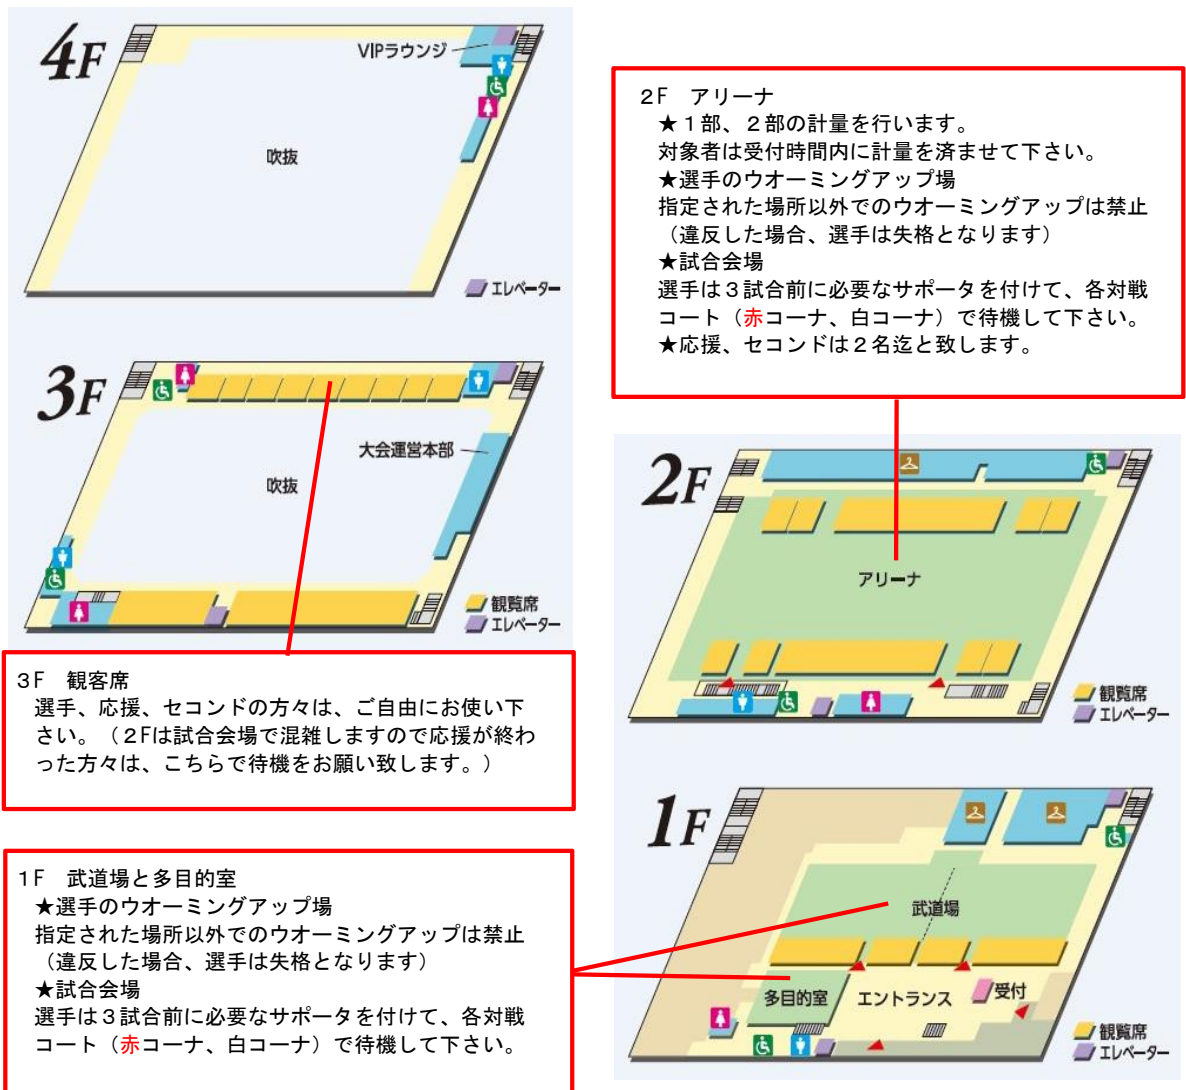 4F
VIPラウンジ
吹抜
エレベーター
3F
大会運営本部
吹抜
観覧席
エレベーター
3F 観客席
選手、応援、セコンドの方々は、ご自由にお使い下
さい。（2Fは試合会場で混雑しますので応援が終わ
った方々は、こちらで待機をお願い致します。）
1F 武道場と多目的室
★選手のウオーミングアップ場
指定された場所以外でのウオーミングアップは禁止
（違反した場合、選手は失格となります）
★試合会場
選手は３試合前に必要なサポータを付けて、各対戦
コート（赤コーナ、白コーナ）で待機して下さい。
２F アリーナ
★１部、２部の計量を行います。
対象者は受付時間内に計量を済ませて下さい。
★選手のウオーミングアップ場
指定された場所以外でのウオーミングアップは禁止
（違反した場合、選手は失格となります）
★試合会場
選手は３試合前に必要なサポータを付けて、各対戦
コート（赤コーナ、白コーナ）で待機して下さい。
★応援、セコンドは２名迄と致します。
2F
アリーナ
観覧席
エレベーター
1F
武道場
多目的室
エントランス
受付
観覧席
エレベーター